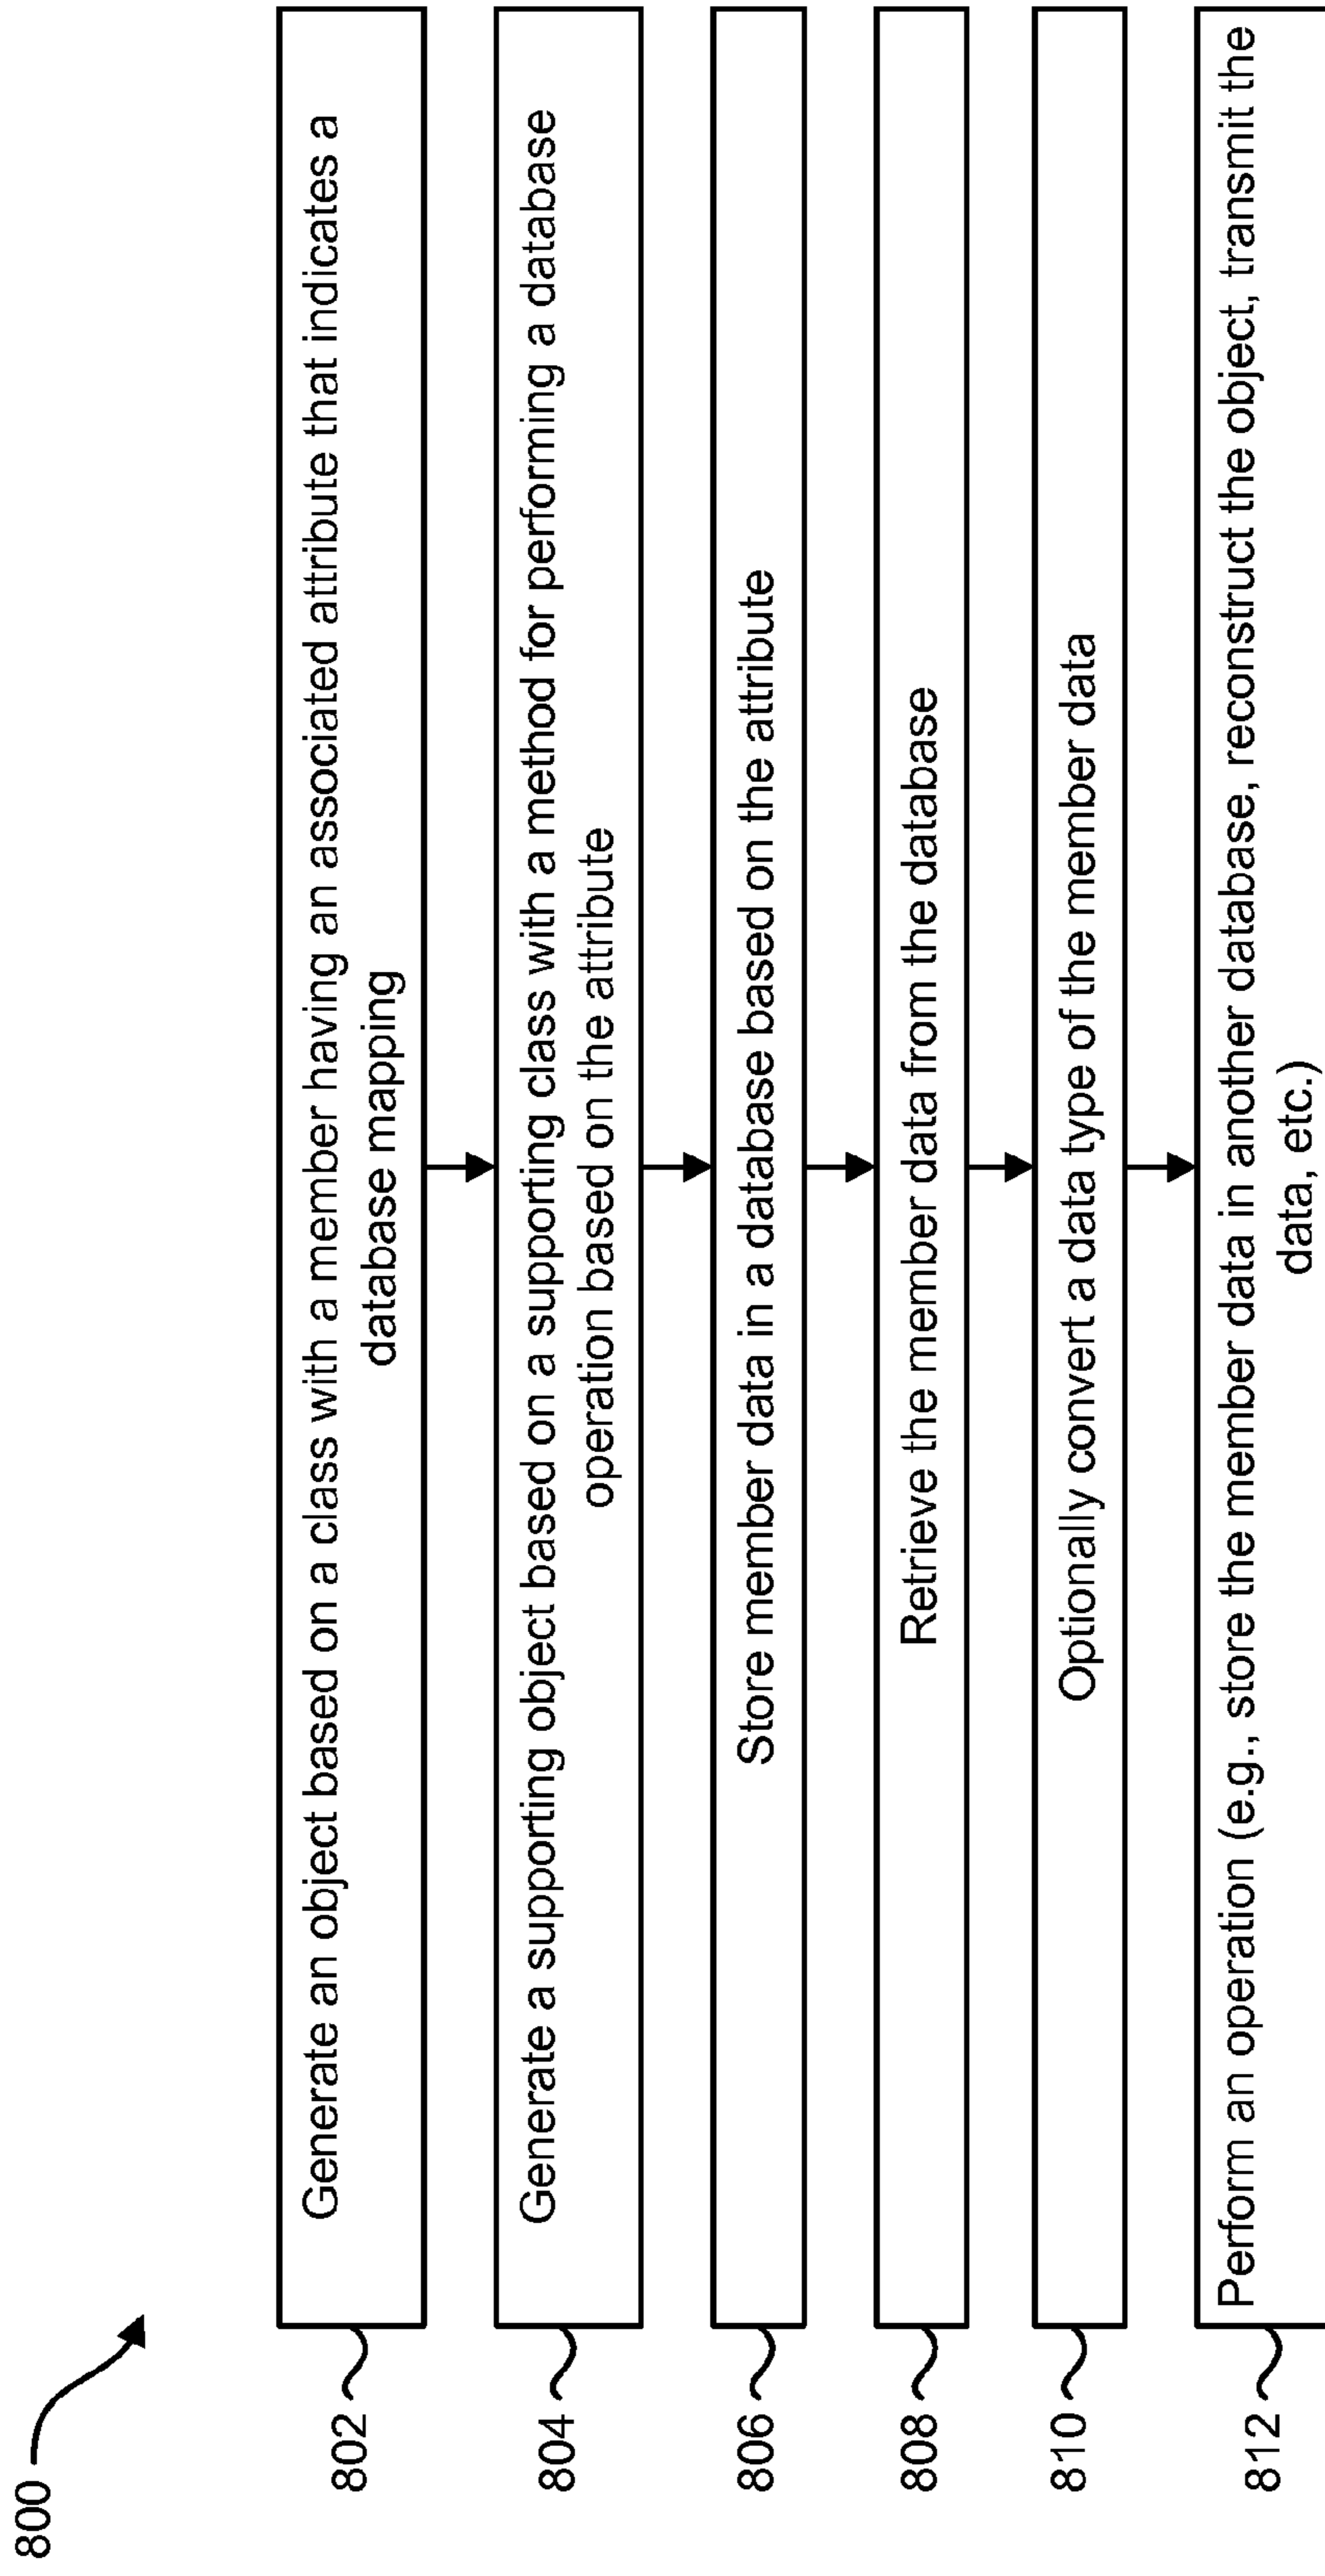 800
802
Generate an object based on a class with a member having an associated attribute that indicates a
database mapping
804
Generate a supporting object based on a supporting class with a method for performing a database
operation based on the attribute
806
Store member data in a database based on the attribute
808
Retrieve the member data from the database
810
Optionally convert a data type of the member data
812
Perform an operation (e.g., store the member data in another database, reconstruct the object, transmit the
data, etc.)